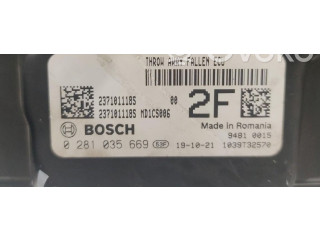 THROW AWAY FALLEN ECU
2371011185 00
2371011185 MD1CS006 2F
BOSCH Made in Romania
9481 0015
0 281 035 669 19-10-21 1039T32570